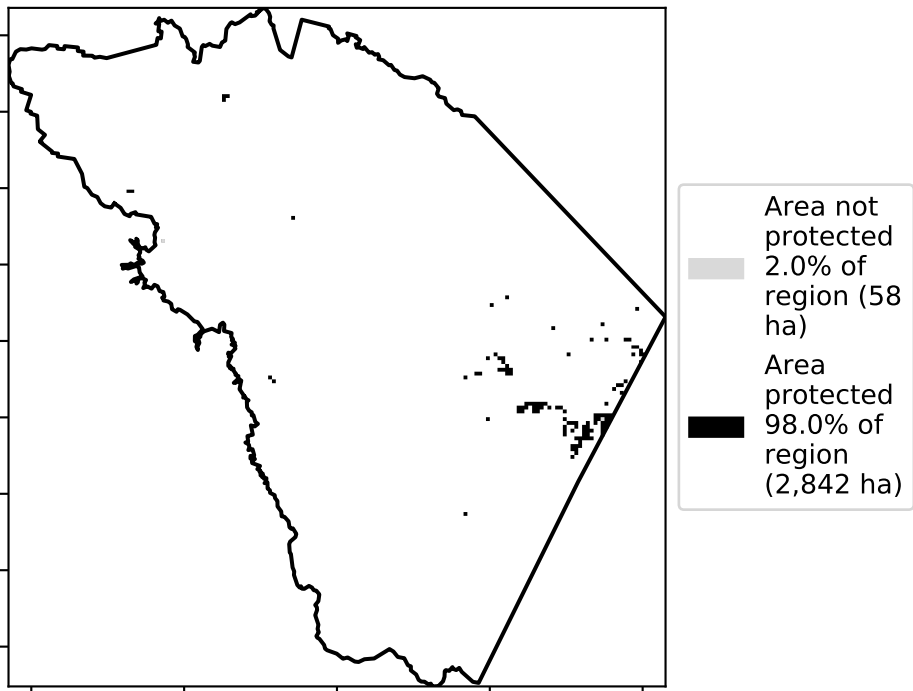 Area not
protected
2.0% of
region (58
ha)
Area
protected
98.0% of
region
(2,842 ha)